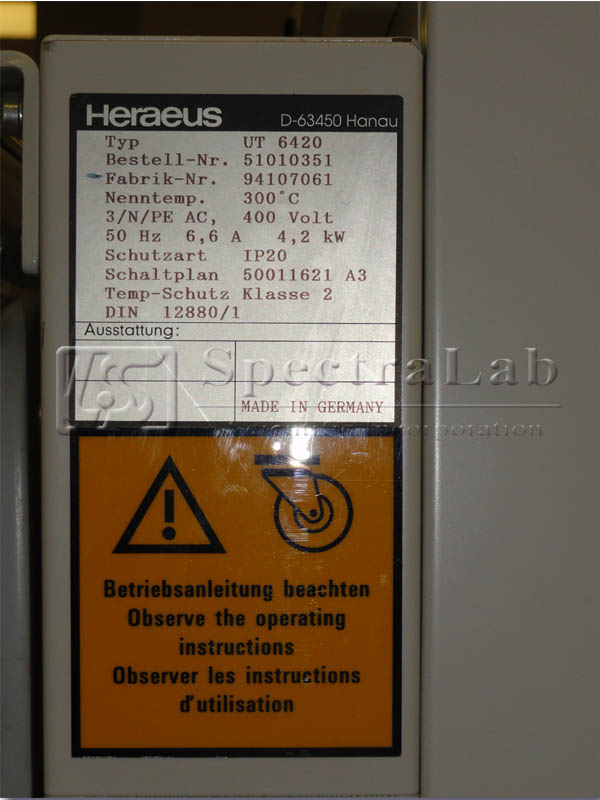 Heraeus
D-63450 Hanau
Typ UT 6420
Bestell-Nr. 51010351
Fabrik-Nr. 94107061
Nenntemp. 300°C
3/N/PE AC, 400 Volt
50 Hz 6,6 A 4,2 kW
Schutzart IP20
Schaltplan 50011621 A3
Temp-Schutz Klasse 2
DIN 12880/1
Ausstattung:
SpectraLab
MADE IN GERMANY
Betriebsanleitung beachten
Observe the operating
instructions
Observer les instructions
d'utilisation